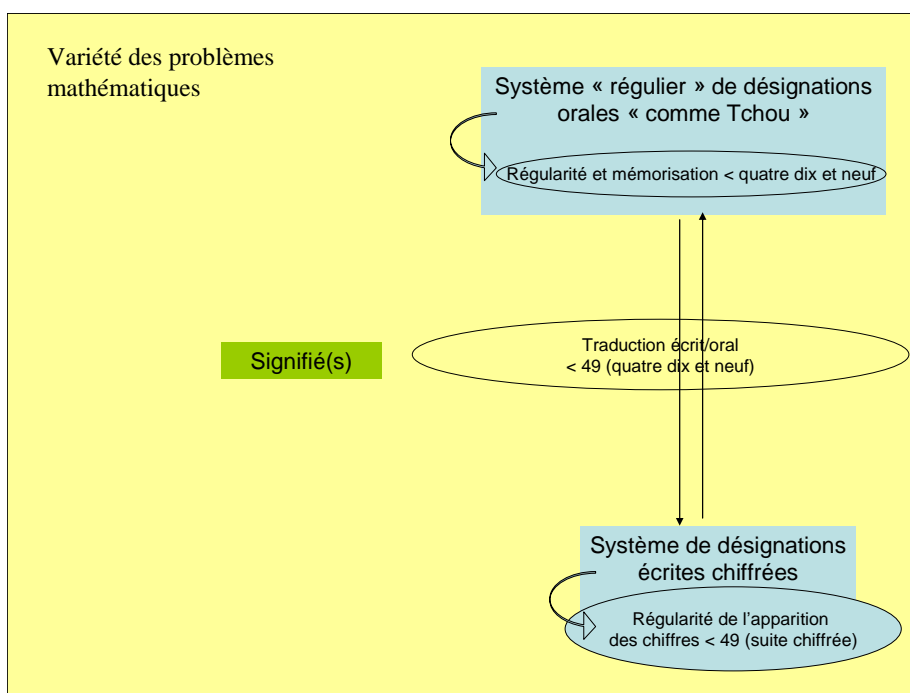 Variété des problèmes
mathématiques
Système « régulier » de désignations
orales « comme Tchou »
Régularité et mémorisation < quatre dix et neuf
Signifié(s)
Traduction écrit/oral
< 49 (quatre dix et neuf)
Système de désignations
écrites chiffrées
Régularité de l'apparition
des chiffres < 49 (suite chiffrée)